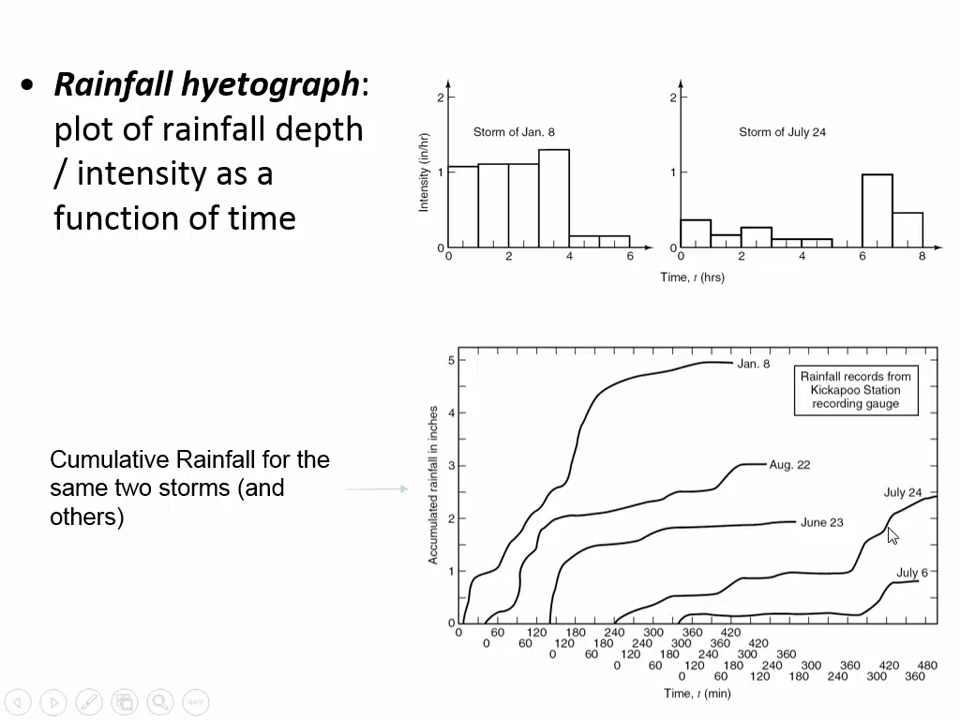 • Rainfall hyetograph:
plot of rainfall depth
/ intensity as a
function of time
2
1
0
Intensity (in/hr)
Storm of Jan. 8
0 2 4 6
2
1
0
Storm of July 24
0 2 4 6 8
Time, t (hrs)
Cumulative Rainfall for the
same two storms (and
others)
5
4
3
2
1
0
Accumulated rainfall in inches
Jan. 8
Rainfall records from
Kickapoo Station
recording gauge
Aug. 22
July 24
June 23
July 6
0 60 120 180 240 300 360 420
0 60 120 180 240 300 360 420
0 60 120 180 240 300 360
0 60 120 180 240 300 360 420 480
0 60 120 180 240 300 360
Time, t (min)